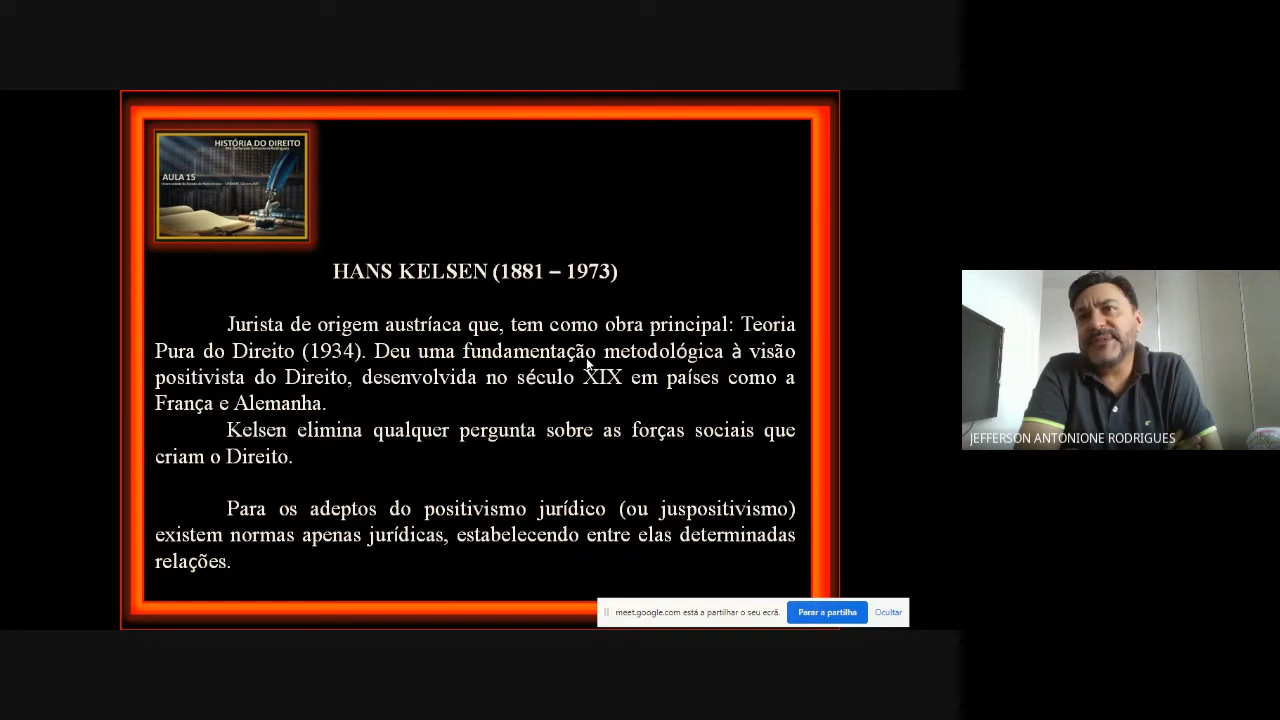 HISTÓRIA DO DIREITO
AULA 15
HANS KELSEN (1881 – 1973)
Jurista de origem austríaca que, tem como obra principal: Teoria
Pura do Direito (1934). Deu uma fundamentação metodológica à visão
positivista do Direito, desenvolvida no século XIX em países como a
França e Alemanha.
Kelsen elimina qualquer pergunta sobre as forças sociais que
criam o Direito.
Para os adeptos do positivismo jurídico (ou juspositivismo)
existem normas apenas jurídicas, estabelecendo entre elas determinadas
relações.
meet.google.com está a partilhar o seu ecrã.
Parar a partilha
Ocultar
JEFFERSON ANTONIONE RODRIGUES